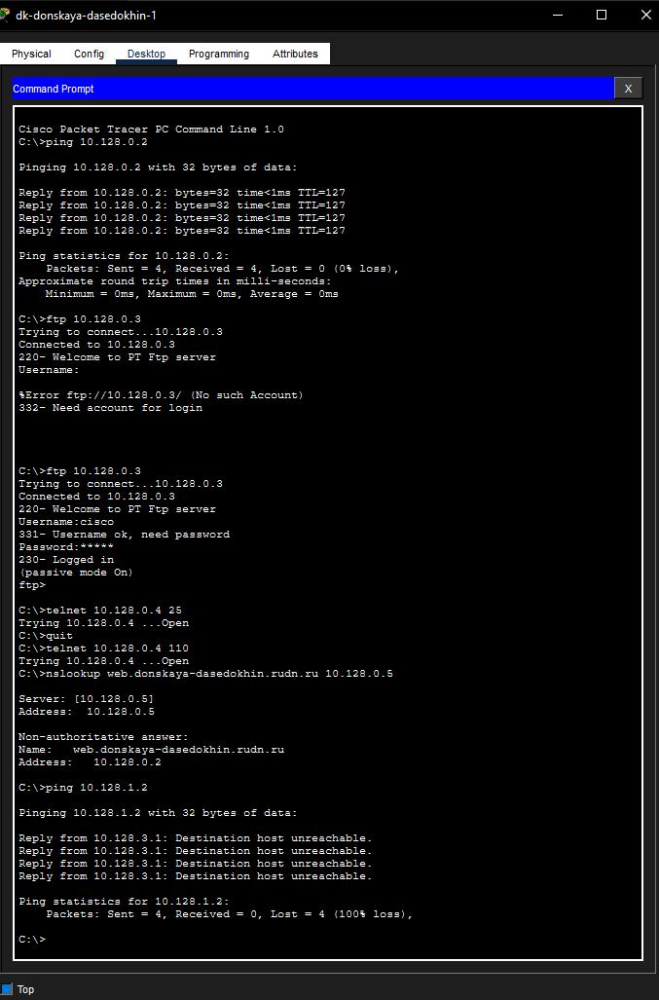 dk-donskaya-dasedokhin-1
Physical Config Desktop Programming Attributes
Command Prompt
X
Cisco Packet Tracer PC Command Line 1.0
C:\>ping 10.128.0.2
Pinging 10.128.0.2 with 32 bytes of data:
Reply from 10.128.0.2: bytes=32 time<1ms TTL=127
Reply from 10.128.0.2: bytes=32 time<1ms TTL=127
Reply from 10.128.0.2: bytes=32 time<1ms TTL=127
Reply from 10.128.0.2: bytes=32 time<1ms TTL=127
Ping statistics for 10.128.0.2:
    Packets: Sent = 4, Received = 4, Lost = 0 (0% loss),
Approximate round trip times in milli-seconds:
    Minimum = 0ms, Maximum = 0ms, Average = 0ms
C:\>ftp 10.128.0.3
Trying to connect...10.128.0.3
Connected to 10.128.0.3
220- Welcome to PT Ftp server
Username:
%Error ftp://10.128.0.3/ (No such Account)
332- Need account for login
C:\>ftp 10.128.0.3
Trying to connect...10.128.0.3
Connected to 10.128.0.3
220- Welcome to PT Ftp server
Username:cisco
331- Username ok, need password
Password:*****
230- Logged in
(passive mode On)
ftp>
C:\>telnet 10.128.0.4 25
Trying 10.128.0.4 ...Open
C:\>quit
C:\>telnet 10.128.0.4 110
Trying 10.128.0.4 ...Open
C:\>nslookup web.donskaya-dasedokhin.rudn.ru 10.128.0.5
Server: [10.128.0.5]
Address:  10.128.0.5
Non-authoritative answer:
Name:   web.donskaya-dasedokhin.rudn.ru
Address:   10.128.0.2
C:\>ping 10.128.1.2
Pinging 10.128.1.2 with 32 bytes of data:
Reply from 10.128.3.1: Destination host unreachable.
Reply from 10.128.3.1: Destination host unreachable.
Reply from 10.128.3.1: Destination host unreachable.
Reply from 10.128.3.1: Destination host unreachable.
Ping statistics for 10.128.1.2:
    Packets: Sent = 4, Received = 0, Lost = 4 (100% loss),
C:\>
Top